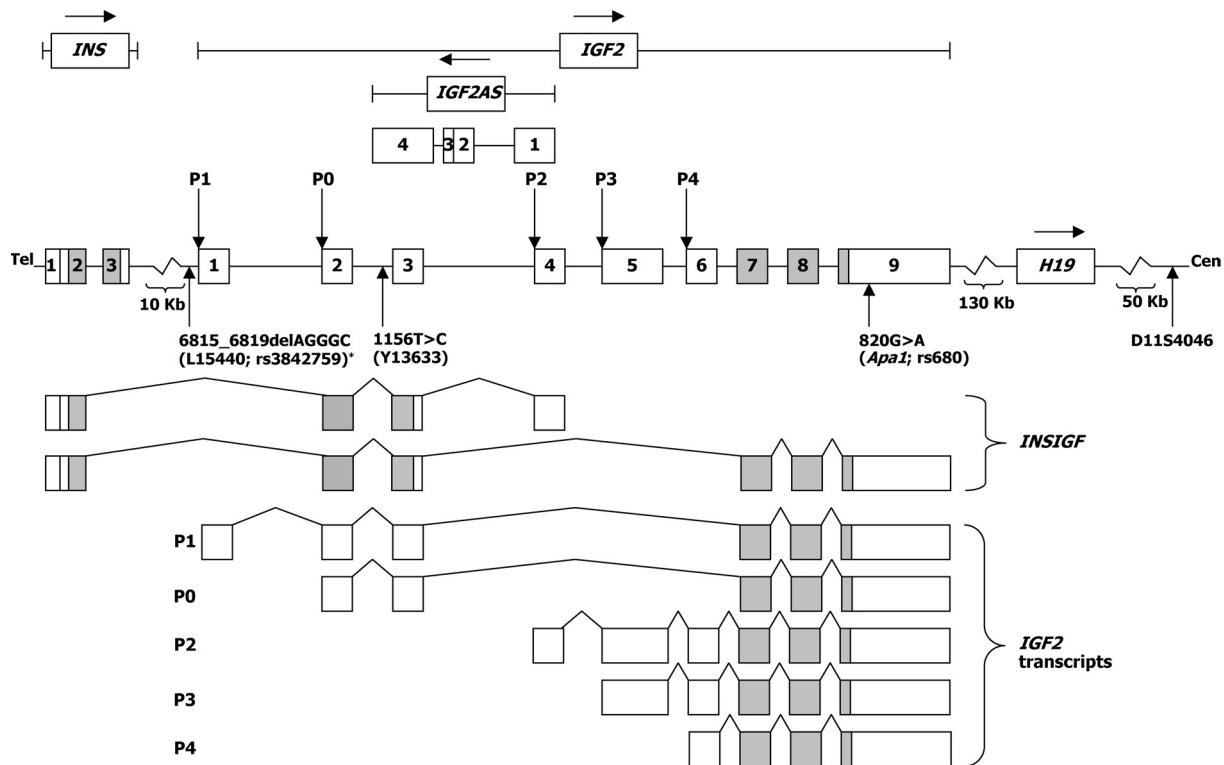 INS
IGF2
IGF2AS
4 3 2 1
P1 P0 P2 P3 P4
Tel 1 2 3 1 2 3 4 5 6 7 8 9 H19 Cen
10 Kb 130 Kb 50 Kb
6815_6819delAGGGC 1156T>C 820G>A D11S4046
(L15440; rs3842759)* (Y13633) (Apa1; rs680)
INSIGF
P1
P0
P2
IGF2
transcripts
P3
P4